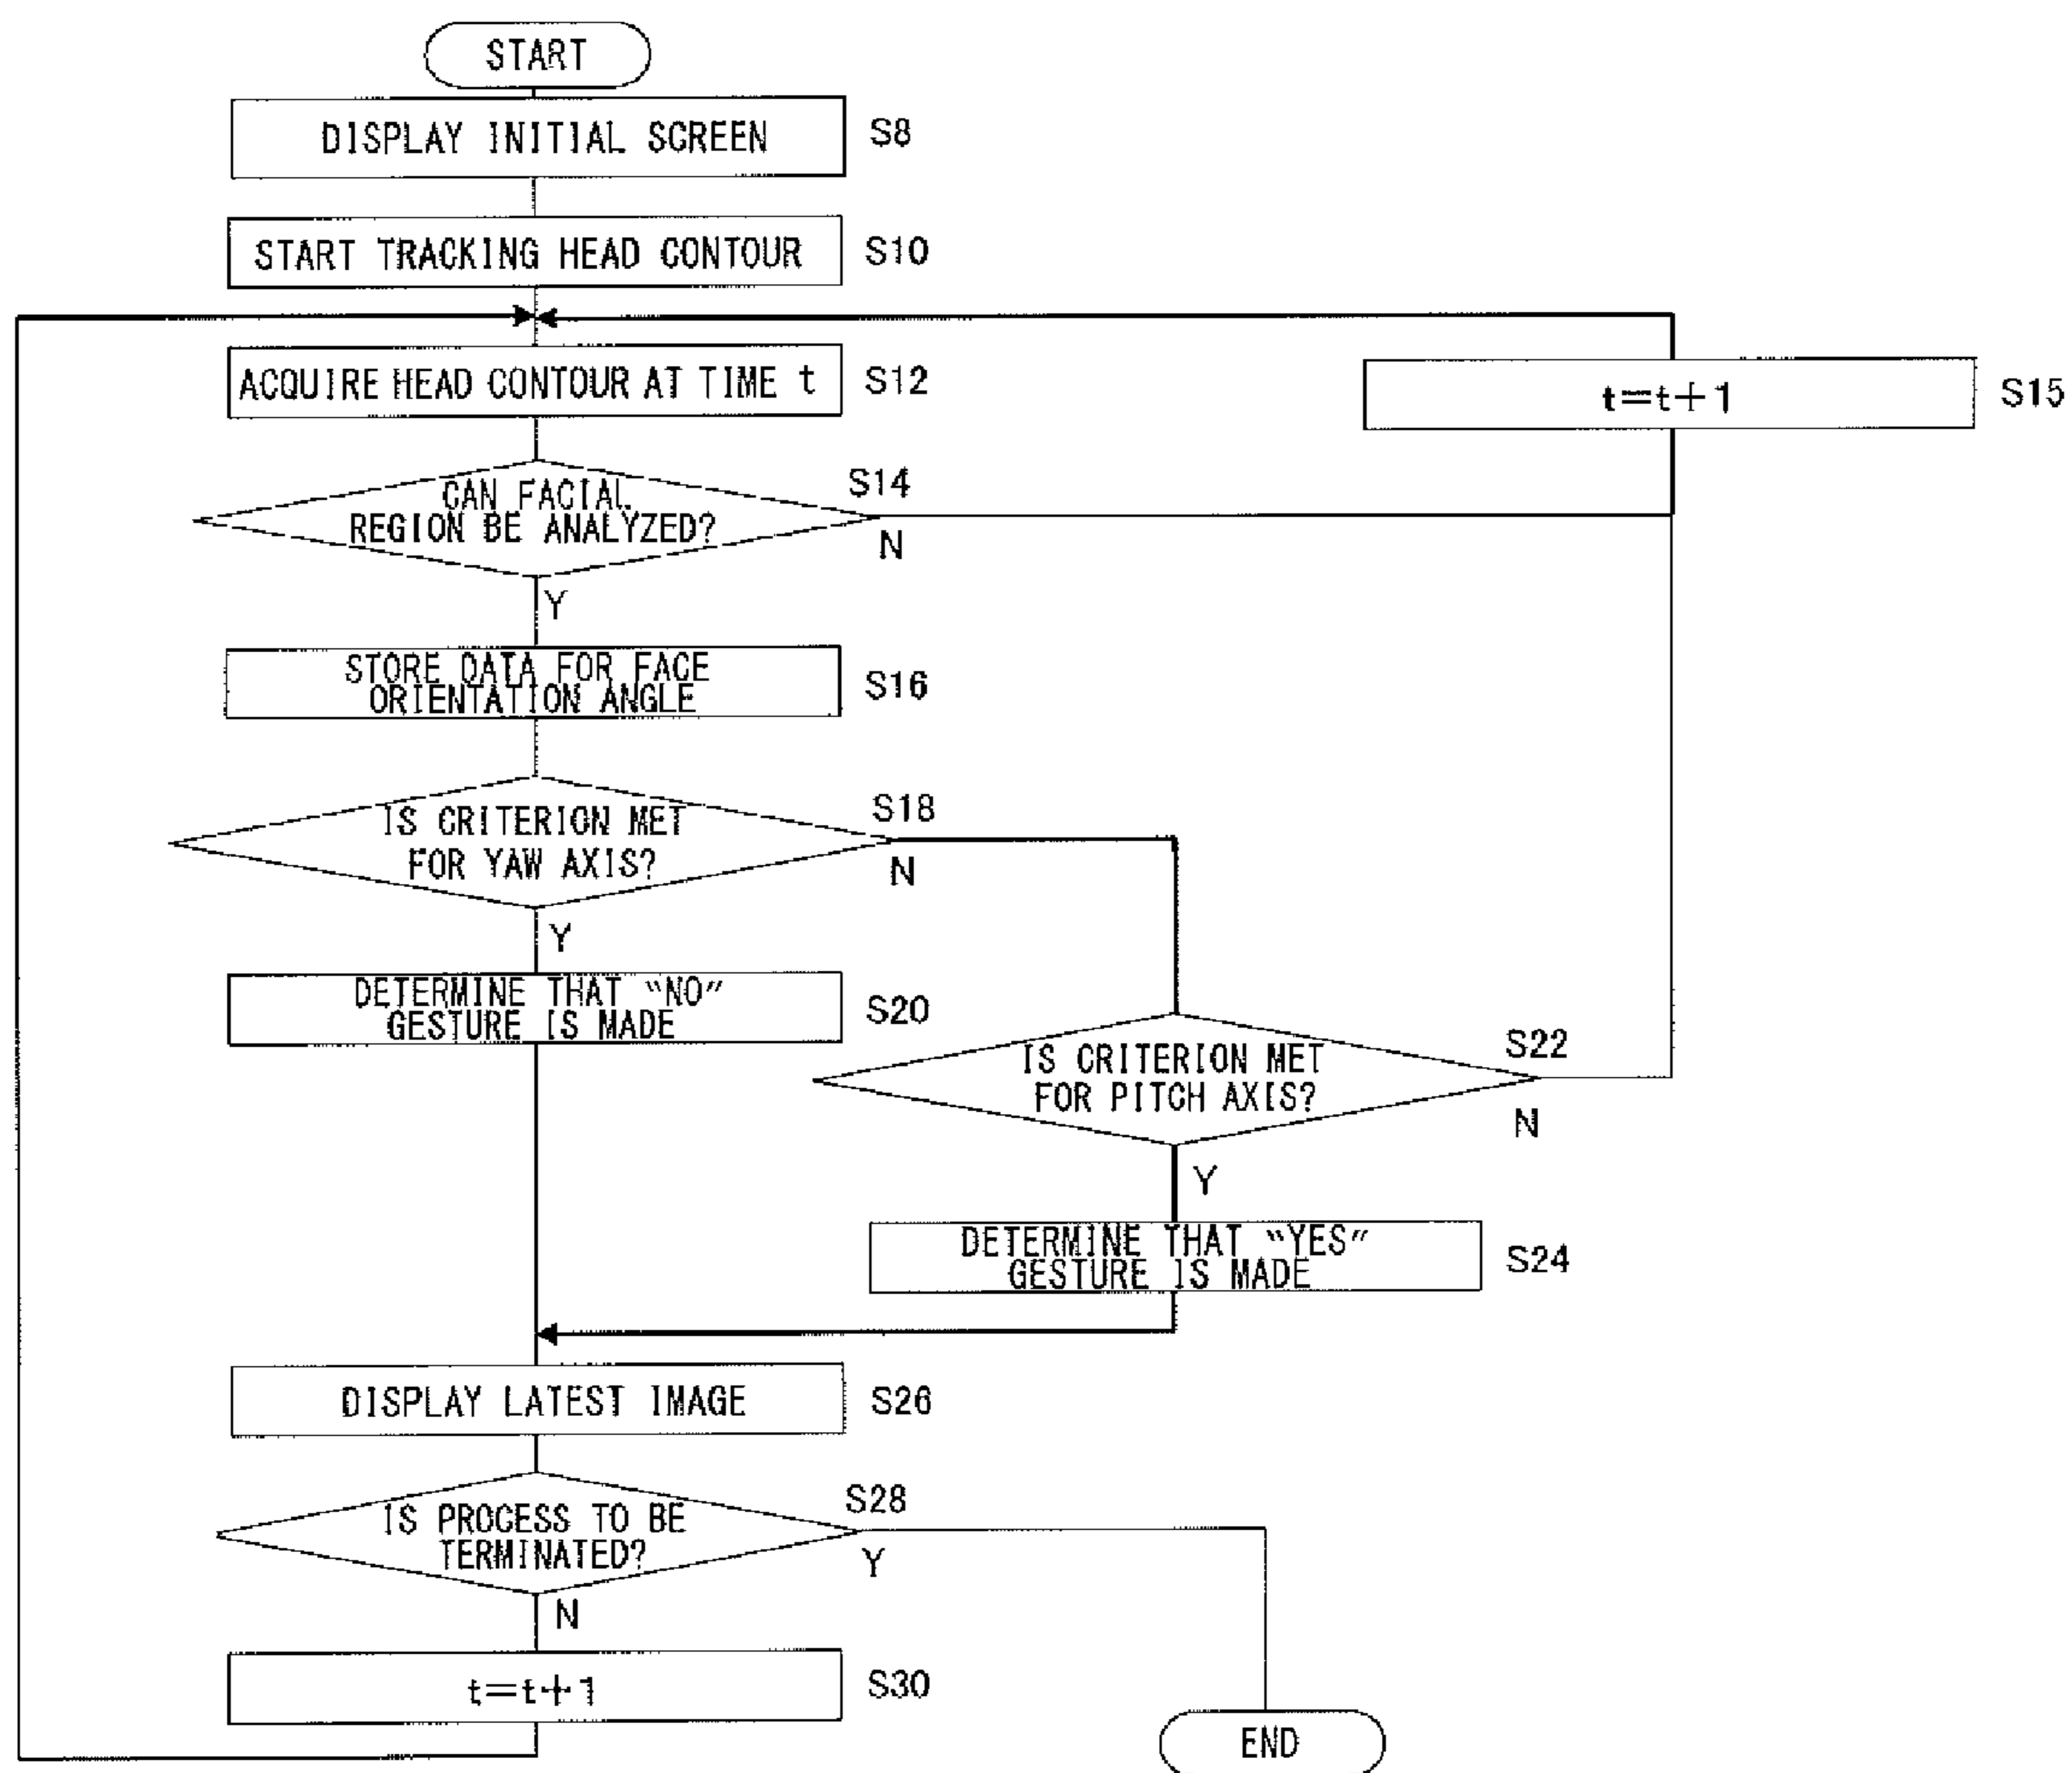 START
DISPLAY INITIAL SCREEN
S8
START TRACKING HEAD CONTOUR
S10
ACQUIRE HEAD CONTOUR AT TIME t
S12
t=t+1
S15
CAN FACIAL
REGION BE ANALYZED?
S14
N
Y
STORE DATA FOR FACE
ORIENTATION ANGLE
S16
IS CRITERION MET
FOR YAW AXIS?
S18
N
Y
DETERMINE THAT “NO”
GESTURE IS MADE
S20
IS CRITERION MET
FOR PITCH AXIS?
S22
N
Y
DETERMINE THAT “YES”
GESTURE IS MADE
S24
DISPLAY LATEST IMAGE
S26
IS PROCESS TO BE
TERMINATED?
S28
Y
N
t=t+1
S30
END